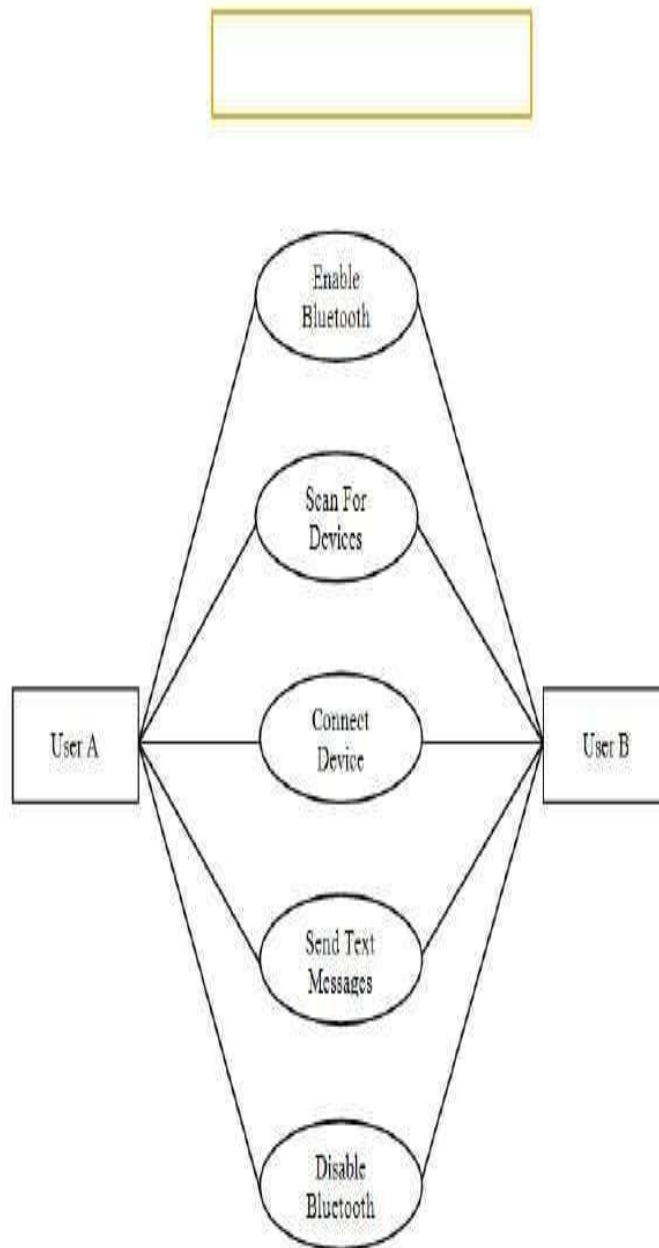 Enable
Bluetooth
Scan For
Devices
User A
Connect
Device
User B
Send Text
Messages
Disable
Bluetooth